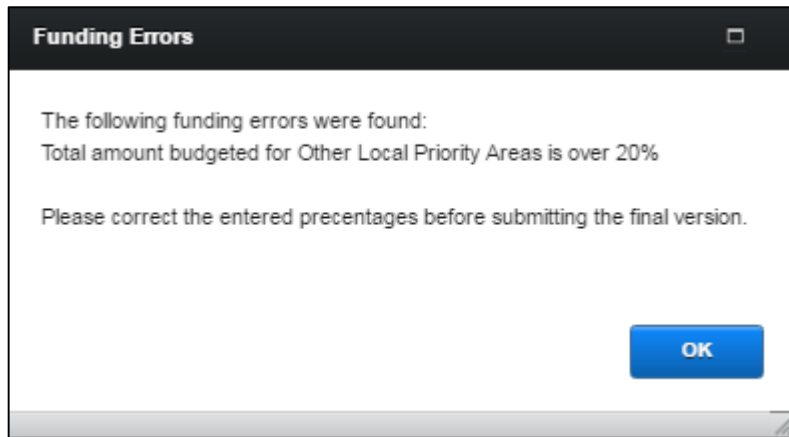 Funding Errors
The following funding errors were found:
Total amount budgeted for Other Local Priority Areas is over 20%
Please correct the entered precentages before submitting the final version.
OK